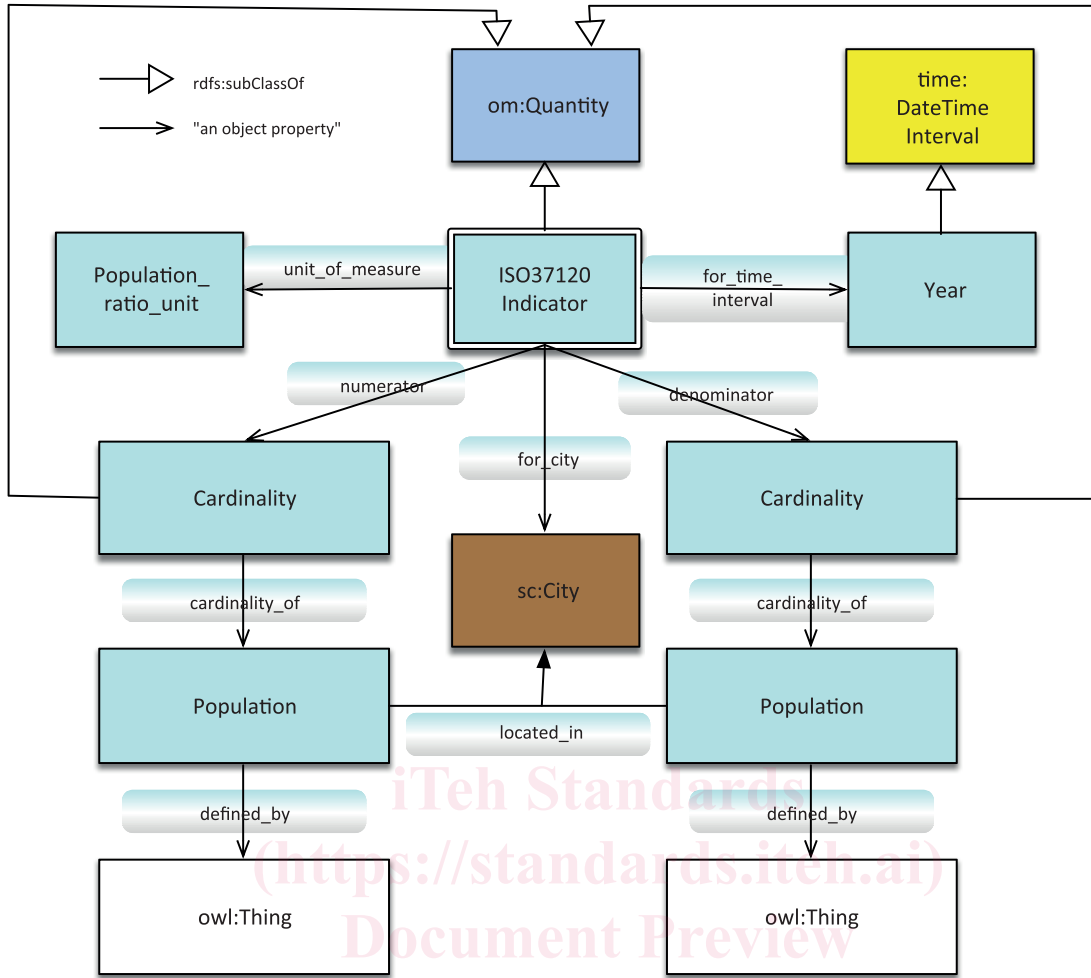 rdfs:subClassOf
"an object property"
om:Quantity
time:
DateTime
Interval
Population_
ratio_unit
unit_of_measure
ISO37120
Indicator
for_time_
interval
Year
numerator
denominator
for_city
Cardinality
Cardinality
sc:City
cardinality_of
cardinality_of
Population
Population
located_in
iTeh Standards
defined_by
defined_by
(https://standards.iteh.ai)
owl:Thing
owl:Thing
Document Preview